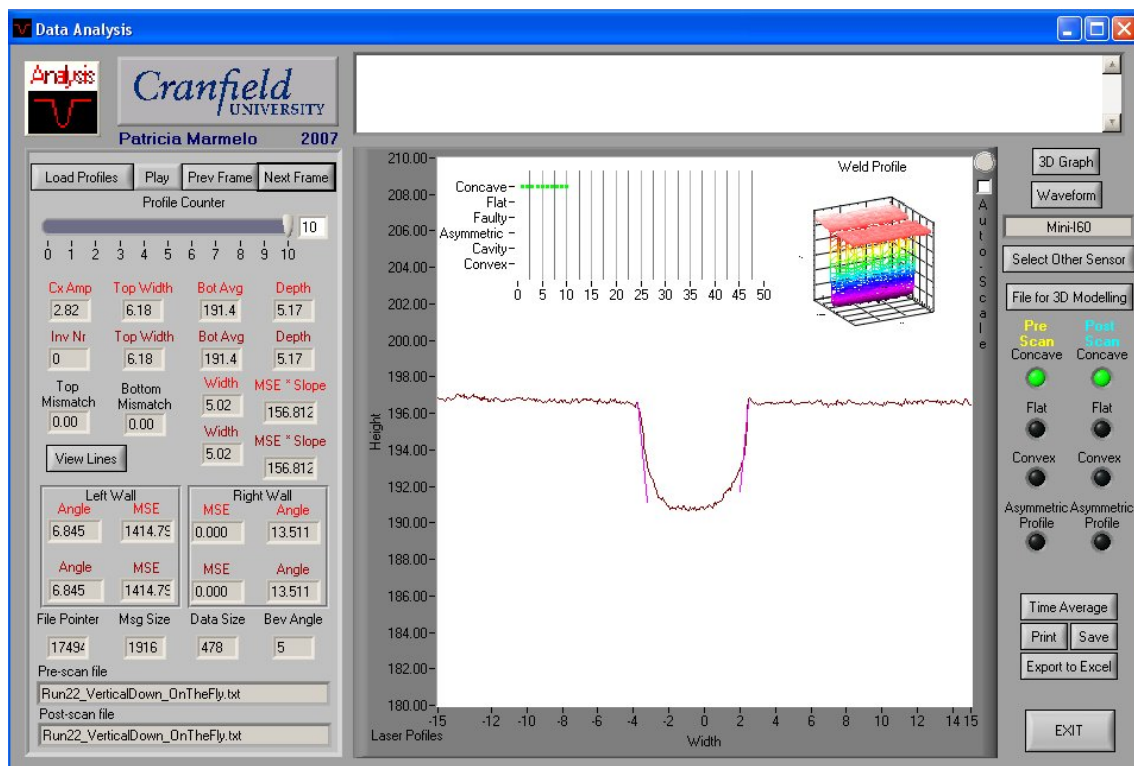 Data Analysis
Analysis
Cranfield
UNIVERSITY
Patricia Marmelo 2007
Load Profiles Play Prev Frame Next Frame
Profile Counter
10
0 1 2 3 4 5 6 7 8 9 10
Cx Amp Top Width Bot Avg Depth
2.82 6.18 191.4 5.17
Inv Nr Top Width Bot Avg Depth
0 6.18 191.4 5.17
Top Mismatch Bottom Mismatch Width MSE * Slope
0.00 0.00 5.02 156.812
Width MSE * Slope
5.02 156.812
View Lines
Left Wall Right Wall
Angle MSE MSE Angle
6.845 1414.79 0.000 13.511
Angle MSE MSE Angle
6.845 1414.79 0.000 13.511
File Pointer Msg Size Data Size Bev Angle
17494 1916 478 5
Pre-scan file
Run22_VerticalDown_OnTheFly.txt
Post-scan file
Run22_VerticalDown_OnTheFly.txt
210.00
208.00
206.00
204.00
202.00
200.00
198.00
196.00
194.00
192.00
190.00
188.00
186.00
184.00
182.00
180.00
Height
-15 -12 -10 -8 -6 -4 -2 0 2 4 6 8 10 12 14 15
Width
Laser Pofiles
Concave
Flat
Faulty
Asymmetric
Cavity
Convex
0 5 10 15 20 25 30 35 40 45 50
Weld Profile
Auto-Scale
3D Graph
Waveform
Mini-I60
Select Other Sensor
File for 3D Modelling
Pre Scan Post Scan
Concave Concave
Flat Flat
Convex Convex
Asymmetric Profile Asymmetric Profile
Time Average
Print Save
Export to Excel
EXIT